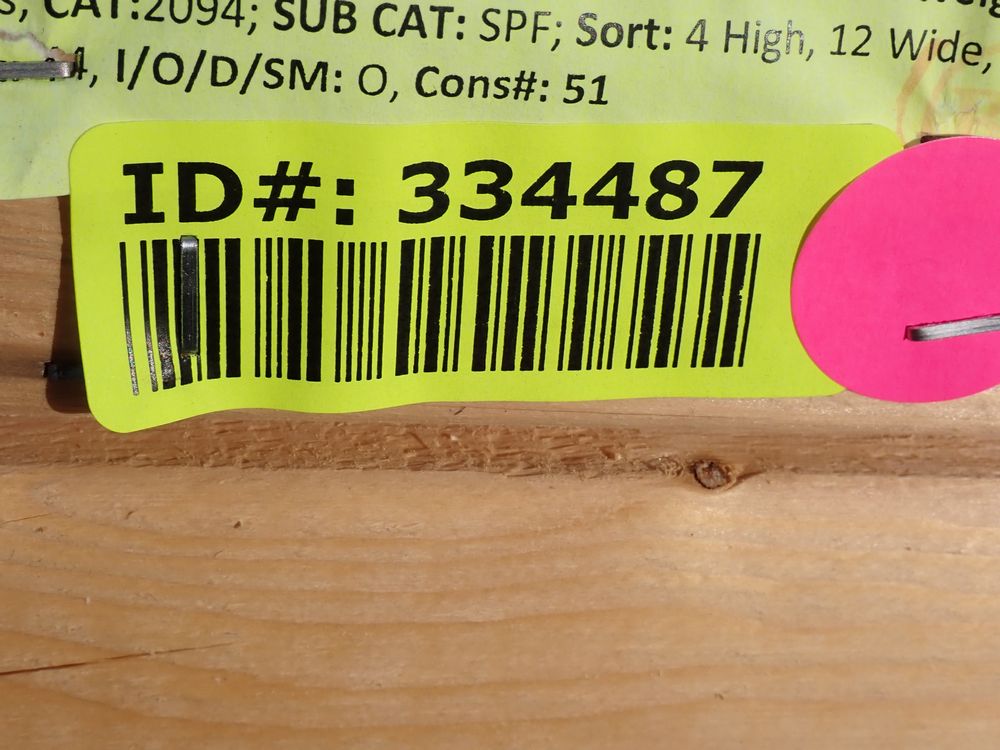 CAT:2094; SUB CAT: SPF; Sort: 4 High, 12 Wide,
I/O/D/SM: O, Cons#: 51
ID#: 334487